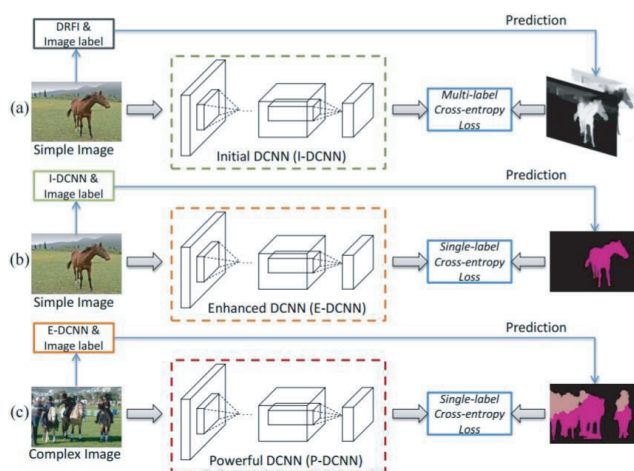 DRFI &
Image label
Prediction
(a)
Multi-label
Cross-entropy
Loss
Simple Image
Initial DCNN (I-DCNN)
I-DCNN &
Image label
Prediction
(b)
Single-label
Cross-entropy
Loss
Simple Image
Enhanced DCNN (E-DCNN)
E-DCNN &
Image label
Prediction
(c)
Single-label
Cross-entropy
Loss
Complex Image
Powerful DCNN (P-DCNN)